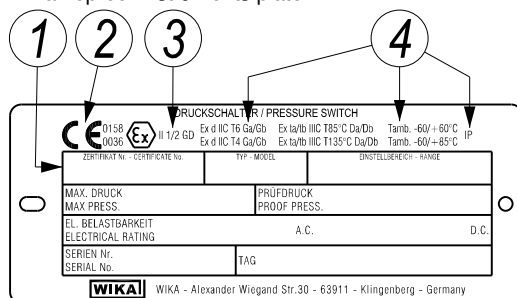 1 2 3 4
DRUCKSCHALTER / PRESSURE SWITCH
CE 0158 Ex II 1/2 GD Ex d IIC T6 Ga/Gb Ex ta/tb IIIC T85°C Da/Db Tamb. -60/+60°C IP
0036 Ex d IIC T4 Ga/Gb Ex ta/tb IIIC T135°C Da/Db Tamb. -60/+85°C
ZERTIFIKAT Nr. - CERTIFICATE No. TYP - MODEL EINSTELLBEREICH - RANGE
MAX. DRUCK PRÜFDRUCK
MAX PRESS. PROOF PRESS.
EL. BELASTBARKEIT
ELECTRICAL RATING A.C. D.C.
SERIEN Nr.
SERIAL No. TAG
WIKA WIKA - Alexander Wiegand Str.30 - 63911 - Klingenberg - Germany